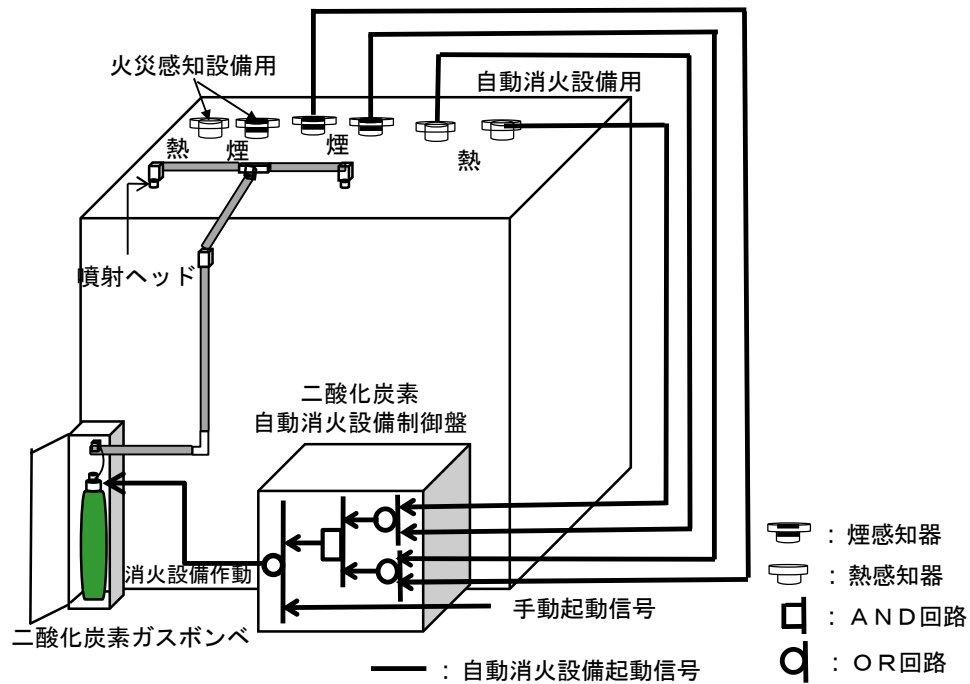 火災感知設備用
自動消火設備用
熱
煙
煙
熱
噴射ヘッド
二酸化炭素
自動消火設備制御盤
消火設備作動
手動起動信号
二酸化炭素ガスボンベ
：煙感知器
：熱感知器
：ＡＮＤ回路
：ＯＲ回路
：自動消火設備起動信号